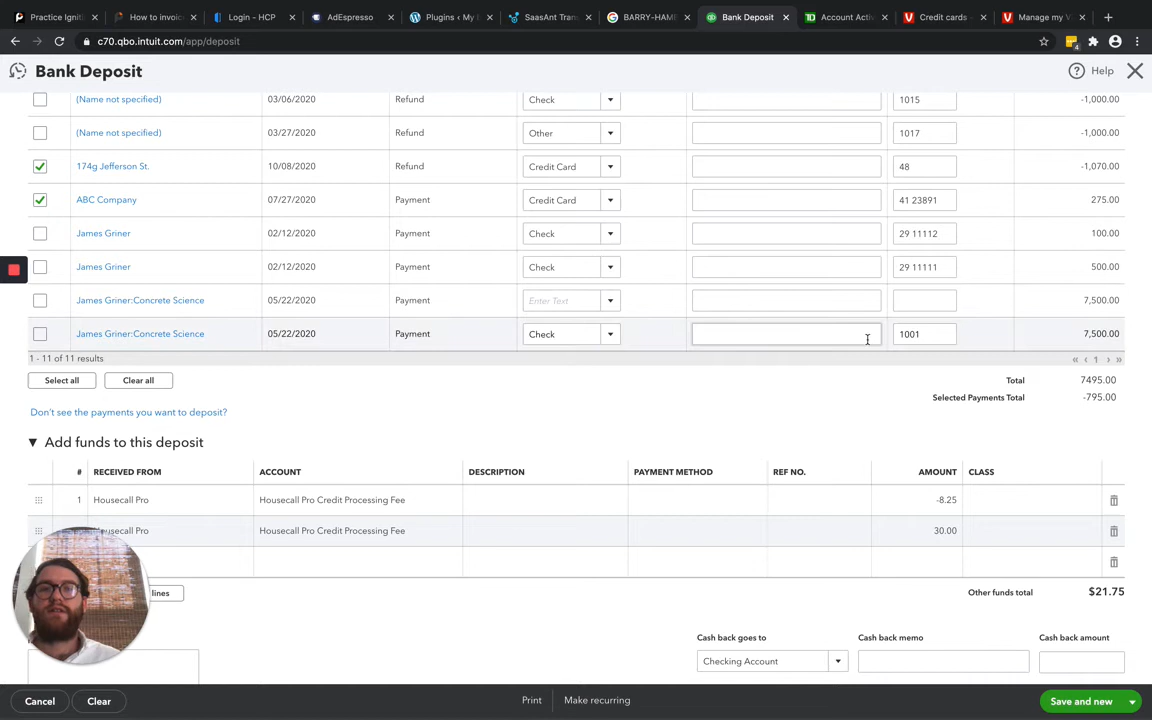 Practice Igniti
How to invoic
Login - HCP
AdEspresso
Plugins ‹ My
SaasAnt Tran
BARRY-HAMP
Bank Deposit
Account Activ
Credit cards -
Manage my V
c70.qbo.intuit.com/app/deposit
4
Bank Deposit
Help
(Name not specified) 03/06/2020 Refund Check 1015 -1,000.00
(Name not specified) 03/27/2020 Refund Other 1017 -1,000.00
174g Jefferson St. 10/08/2020 Refund Credit Card 48 -1,070.00
ABC Company 07/27/2020 Payment Credit Card 41 23891 275.00
James Griner 02/12/2020 Payment Check 29 11112 100.00
James Griner 02/12/2020 Payment Check 29 11111 500.00
James Griner:Concrete Science 05/22/2020 Payment Enter Text 7,500.00
James Griner:Concrete Science 05/22/2020 Payment Check 1001 7,500.00
1 - 11 of 11 results « ‹ 1 › »
Select all Clear all Total 7495.00
Selected Payments Total -795.00
Don't see the payments you want to deposit?
▼ Add funds to this deposit
# RECEIVED FROM ACCOUNT DESCRIPTION PAYMENT METHOD REF NO. AMOUNT CLASS
1 Housecall Pro Housecall Pro Credit Processing Fee -8.25
usecall Pro Housecall Pro Credit Processing Fee 30.00
lines Other funds total $21.75
Cash back goes to Cash back memo Cash back amount
Checking Account
Cancel Clear Print Make recurring Save and new